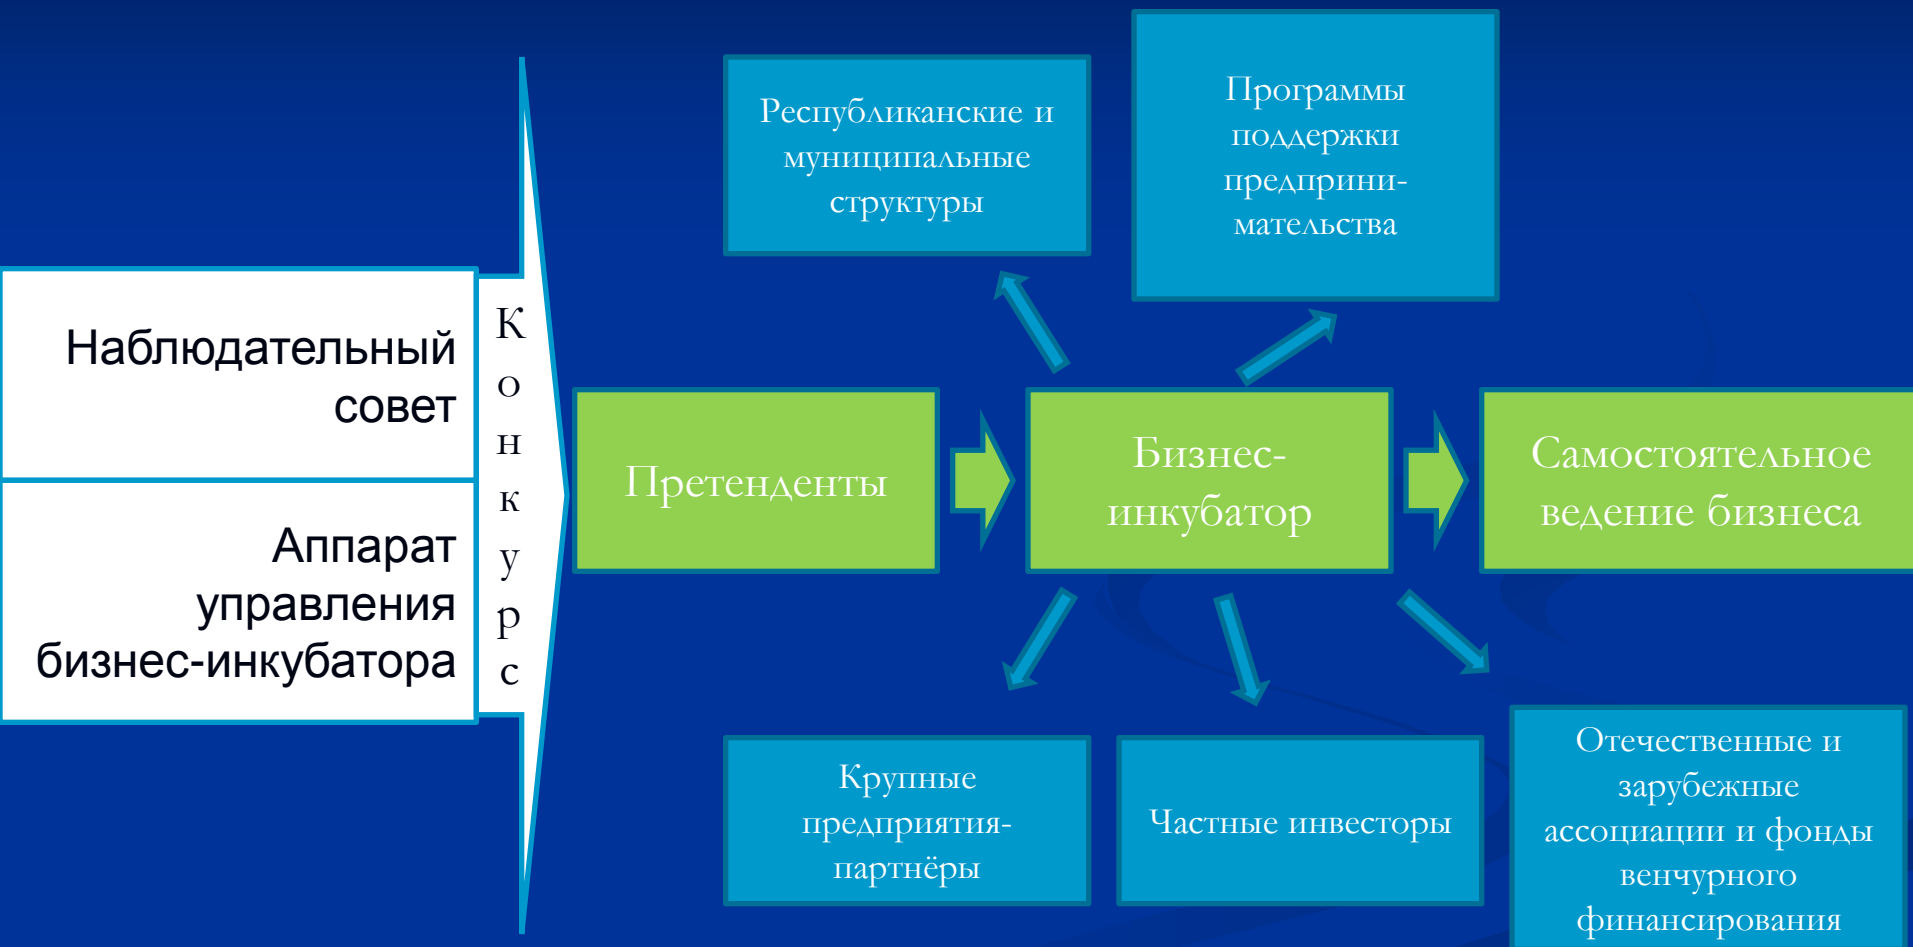 Наблюдательный
совет
Аппарат
управления
бизнес-инкубатора
К
о
н
к
у
р
с
Республиканские и
муниципальные
структуры
Программы
поддержки
предприни-
мательства
Претенденты
Бизнес-
инкубатор
Самостоятельное
ведение бизнеса
Крупные
предприятия-
партнёры
Частные инвесторы
Отечественные и
зарубежные
ассоциации и фонды
венчурного
финансирования